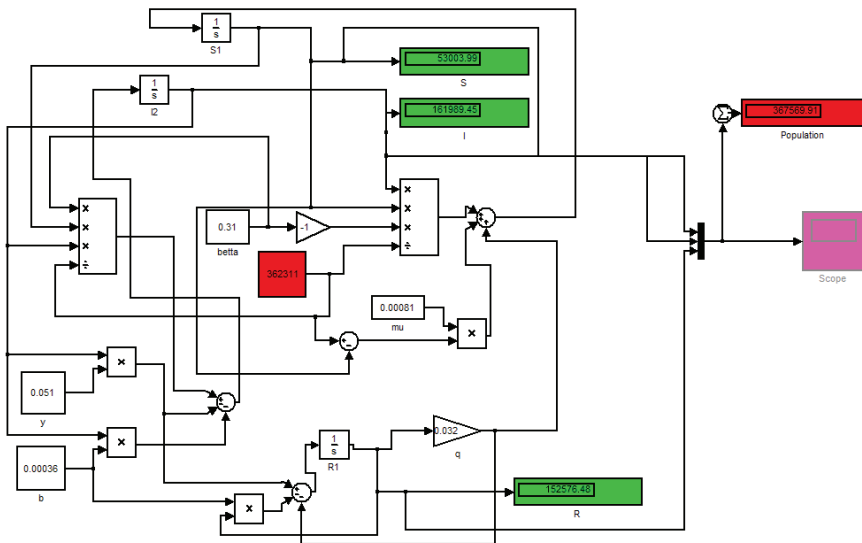 1
s
S1
53003.99
S
1
s
I2
161989.45
I
367569.91
Population
×
×
×
÷
×
×
×
÷
0.31
betta
-1
362311
Scope
0.00081
mu
×
0.051
y
×
0.00036
b
×
×
1
s
R1
0.032
q
152576.48
R